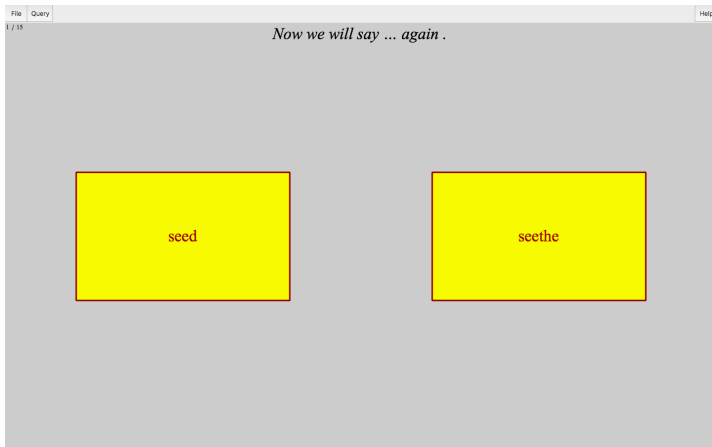 File Query Help
1 / 15
Now we will say ... again .
seed seethe